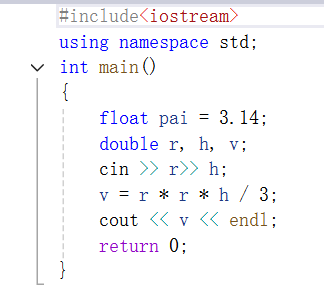 #include<iostream>
using namespace std;
int main()
{
float pai = 3.14;
double r, h, v;
cin >> r>> h;
v = r * r * h / 3;
cout << v << endl;
return 0;
}